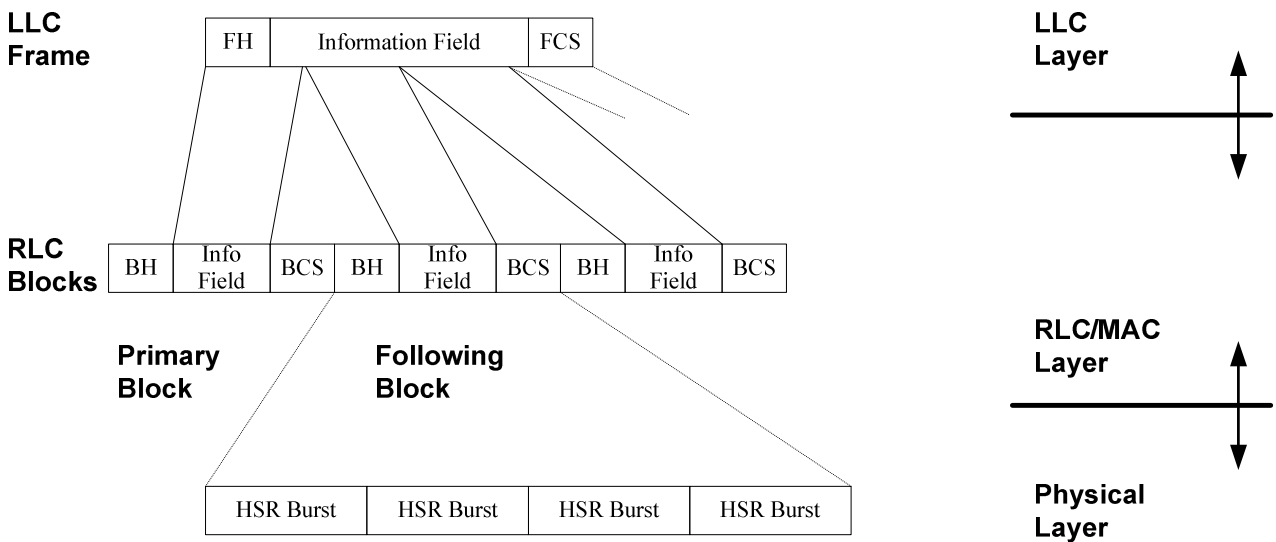 LLC
Frame
FH
Information Field
FCS
LLC
Layer
RLC
Blocks
BH
Info
Field
BCS
BH
Info
Field
BCS
BH
Info
Field
BCS
Primary
Block
Following
Block
RLC/MAC
Layer
HSR Burst
HSR Burst
HSR Burst
HSR Burst
Physical
Layer